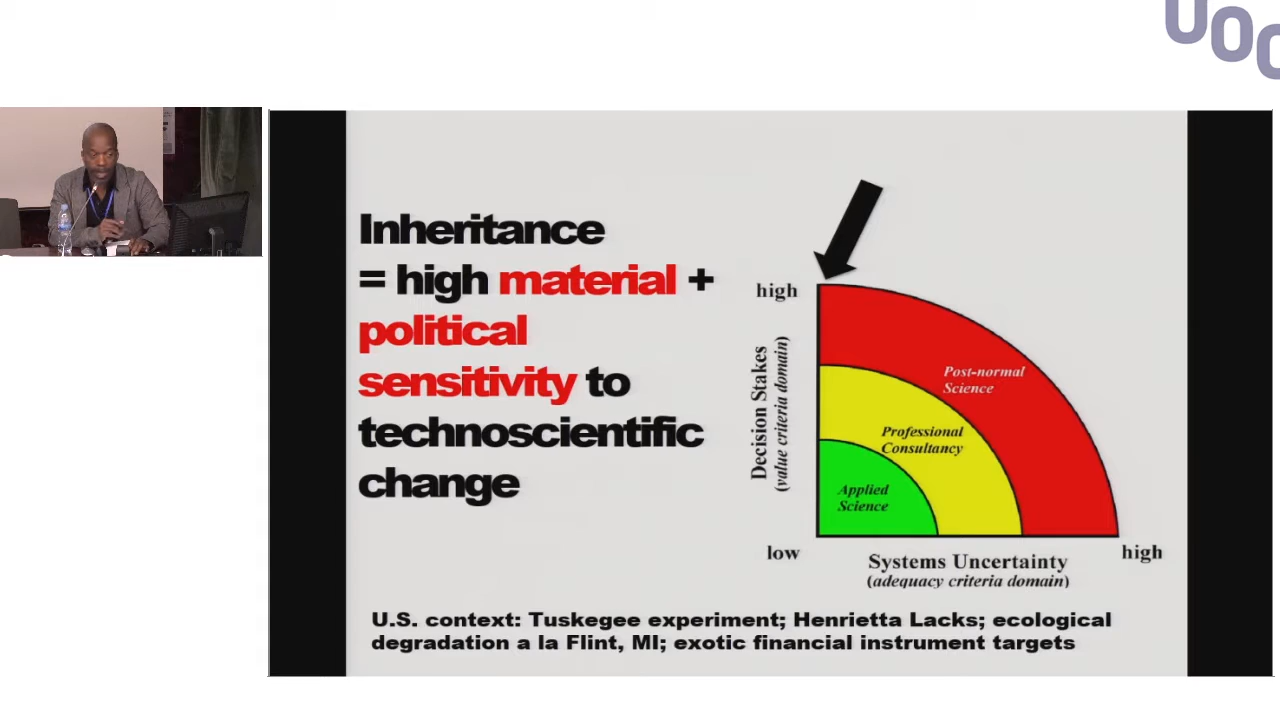 UOC
Inheritance
= high material +
political
sensitivity to
technoscientific
change
high
Decision Stakes
(value criteria domain)
Post-normal
Science
Professional
Consultancy
Applied
Science
low
high
Systems Uncertainty
(adequacy criteria domain)
U.S. context: Tuskegee experiment; Henrietta Lacks; ecological
degradation a la Flint, MI; exotic financial instrument targets